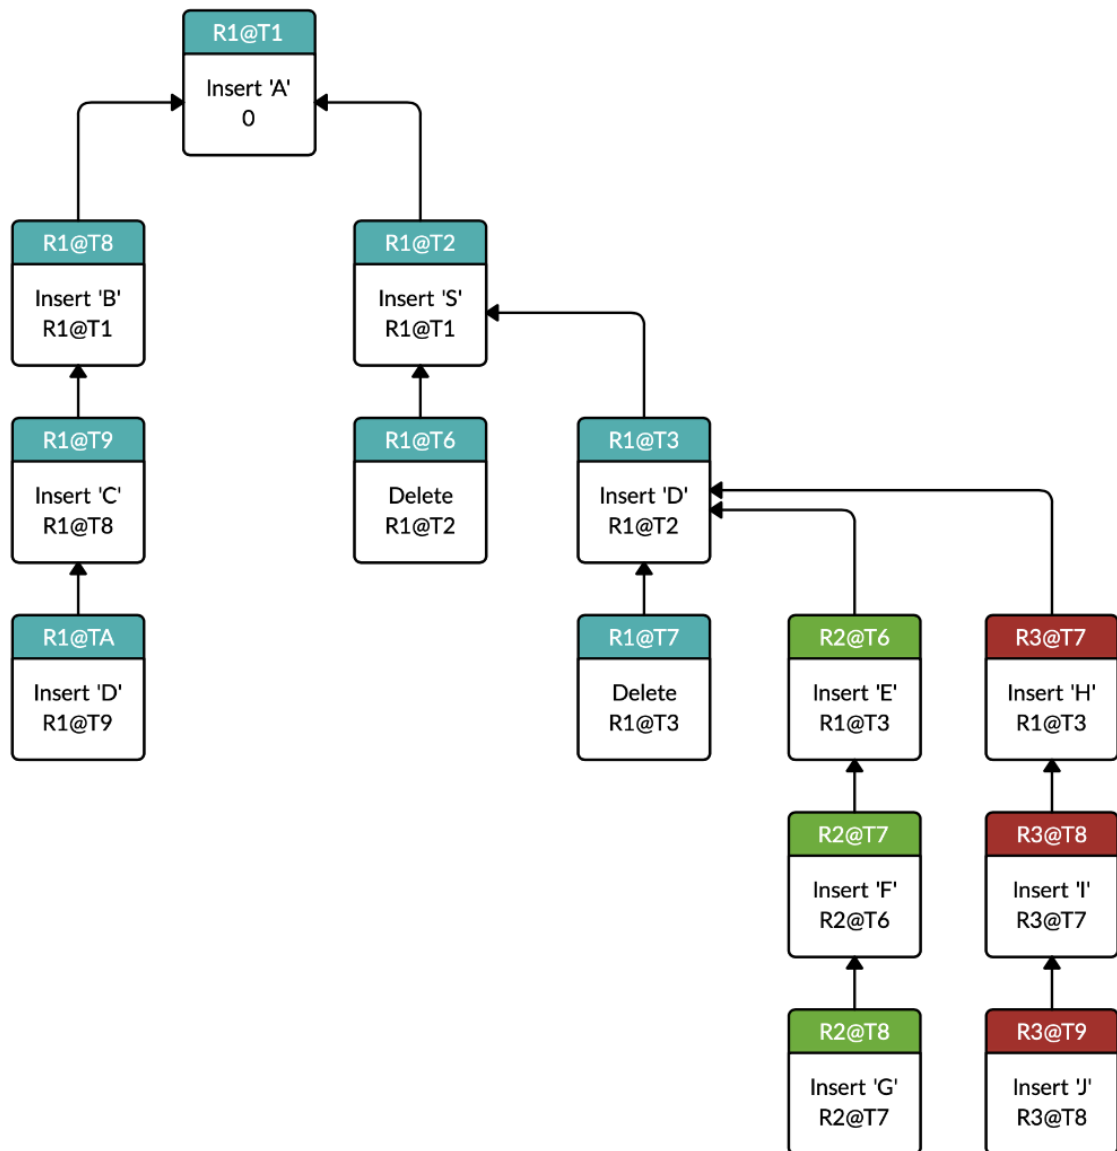 R1@T1
Insert 'A'
0
R1@T8
Insert 'B'
R1@T1
R1@T2
Insert 'S'
R1@T1
R1@T9
Insert 'C'
R1@T8
R1@T6
Delete
R1@T2
R1@T3
Insert 'D'
R1@T2
R1@TA
Insert 'D'
R1@T9
R1@T7
Delete
R1@T3
R2@T6
Insert 'E'
R1@T3
R3@T7
Insert 'H'
R1@T3
R2@T7
Insert 'F'
R2@T6
R3@T8
Insert 'I'
R3@T7
R2@T8
Insert 'G'
R2@T7
R3@T9
Insert 'J'
R3@T8